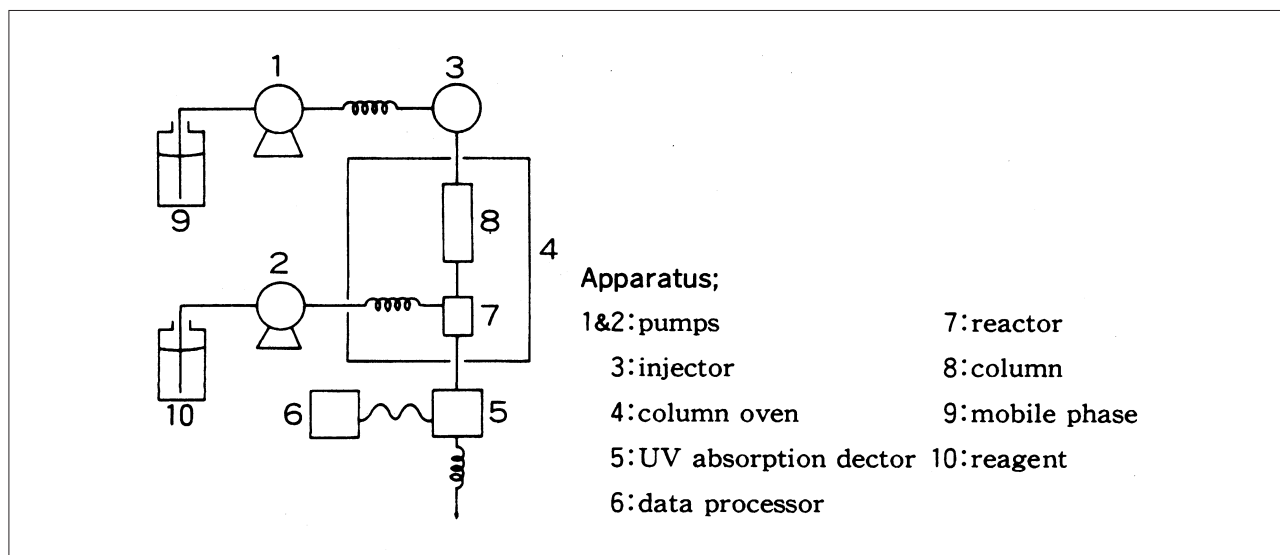 1
3
9
8
4
2
7
10
6
5
Apparatus;
1&2:pumps 7:reactor
3:injector 8:column
4:column oven 9:mobile phase
5:UV absorption dector 10:reagent
6:data processor